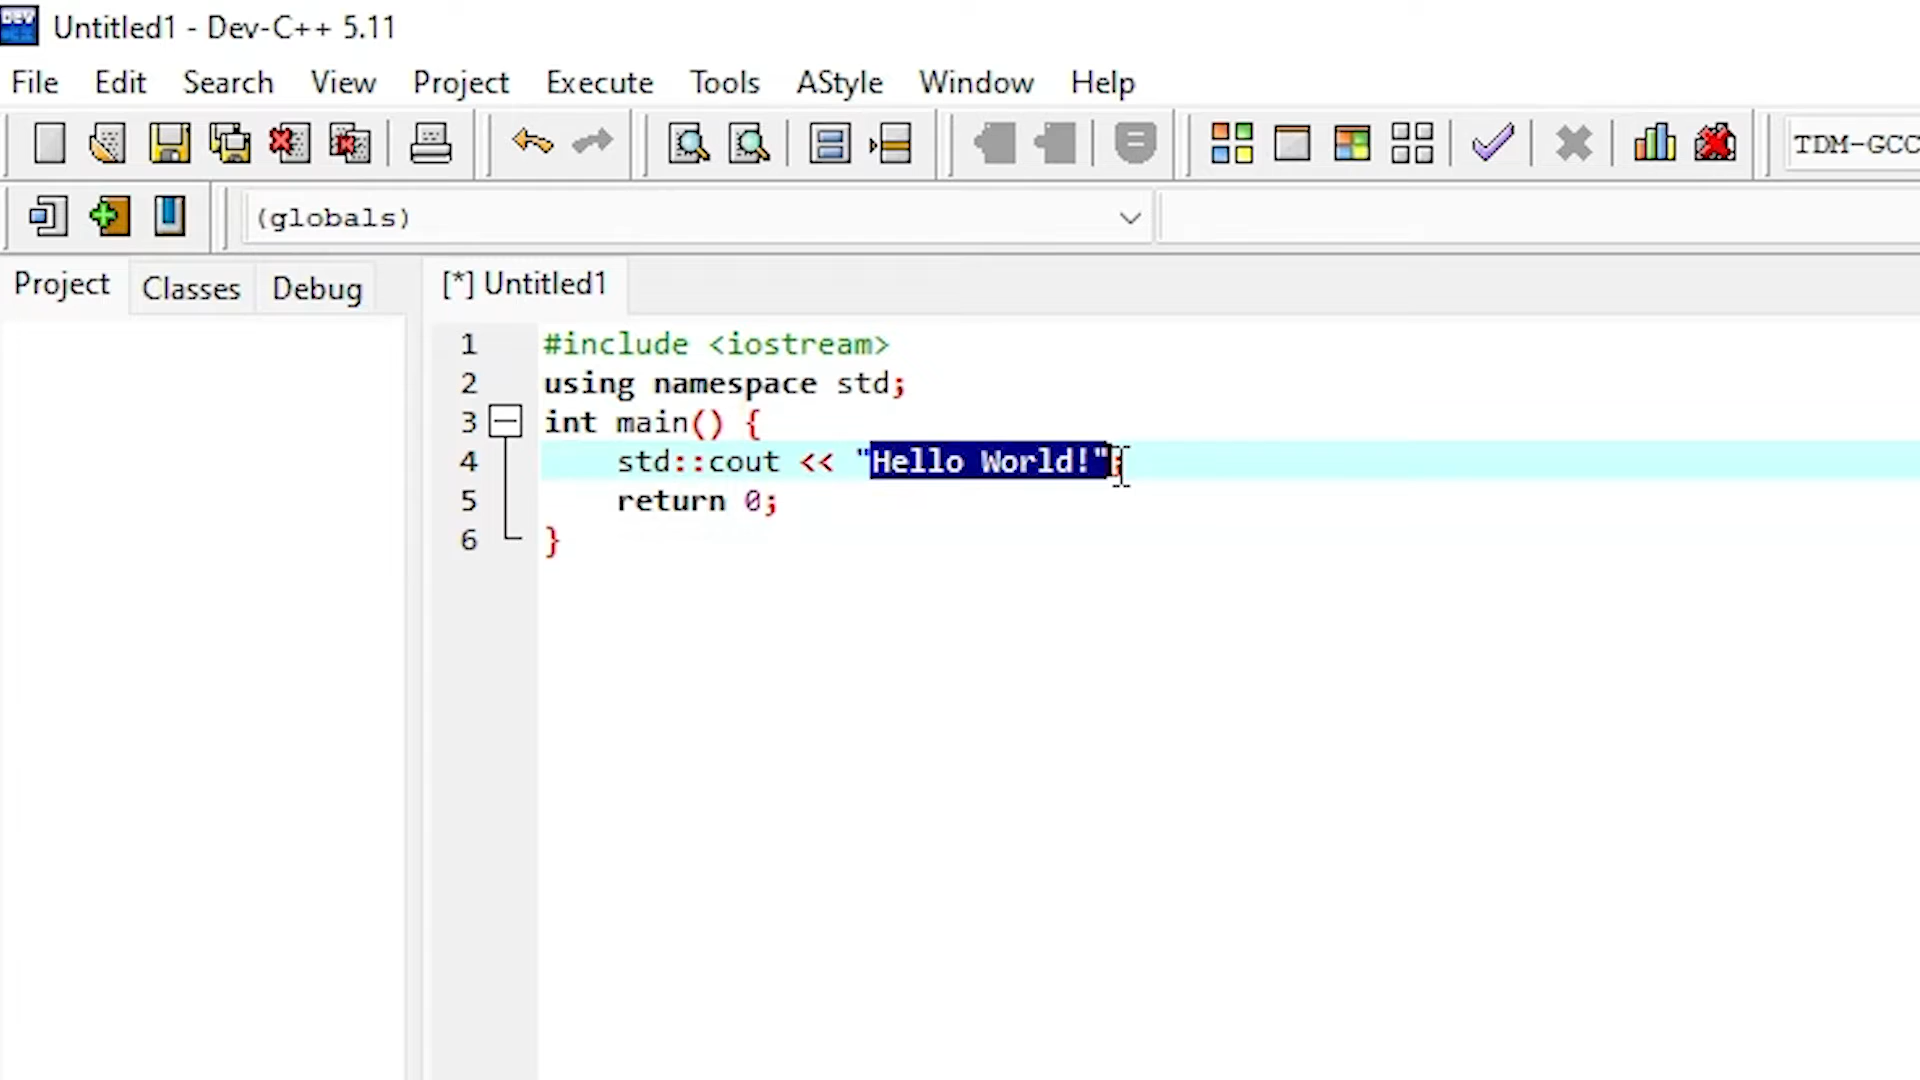 DEV
Untitled1 - Dev-C++ 5.11
File Edit Search View Project Execute Tools AStyle Window Help
TDM-GCC
(globals)
Project Classes Debug
[*] Untitled1
1 #include <iostream>
2 using namespace std;
3 int main() {
4 std::cout << "Hello World!";
5 return 0;
6 }